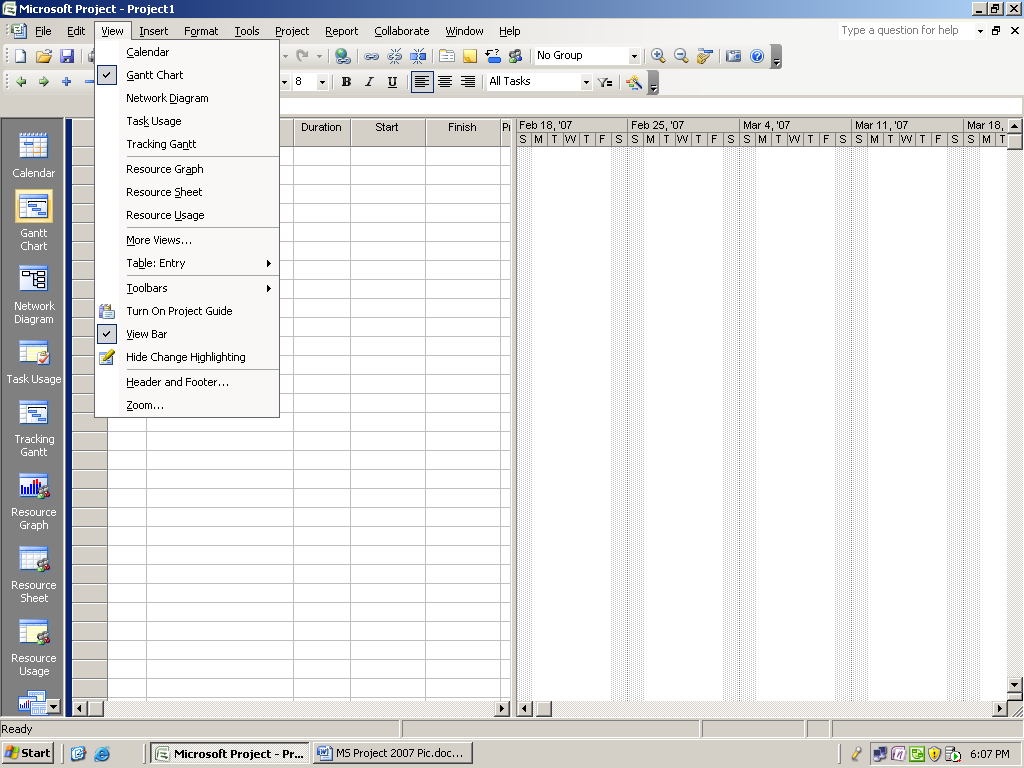 Microsoft Project - Project1
File Edit View Insert Format Tools Project Report Collaborate Window Help
Type a question for help
No Group
8 B I U All Tasks
Calendar
Gantt Chart
Network Diagram
Task Usage
Tracking Gantt
Resource Graph
Resource Sheet
Resource Usage
More Views...
Table: Entry
Toolbars
Turn On Project Guide
View Bar
Hide Change Highlighting
Header and Footer...
Zoom...
Calendar
Gantt
Chart
Network
Diagram
Task Usage
Tracking
Gantt
Resource
Graph
Resource
Sheet
Resource
Usage
Duration Start Finish
Feb 18, '07 Feb 25, '07 Mar 4, '07 Mar 11, '07 Mar 18,
S M T W T F S S M T W T F S S M T W T F S S M T W T F S S M T
Ready
Start Microsoft Project - Pr... MS Project 2007 Pic.doc... 6:07 PM